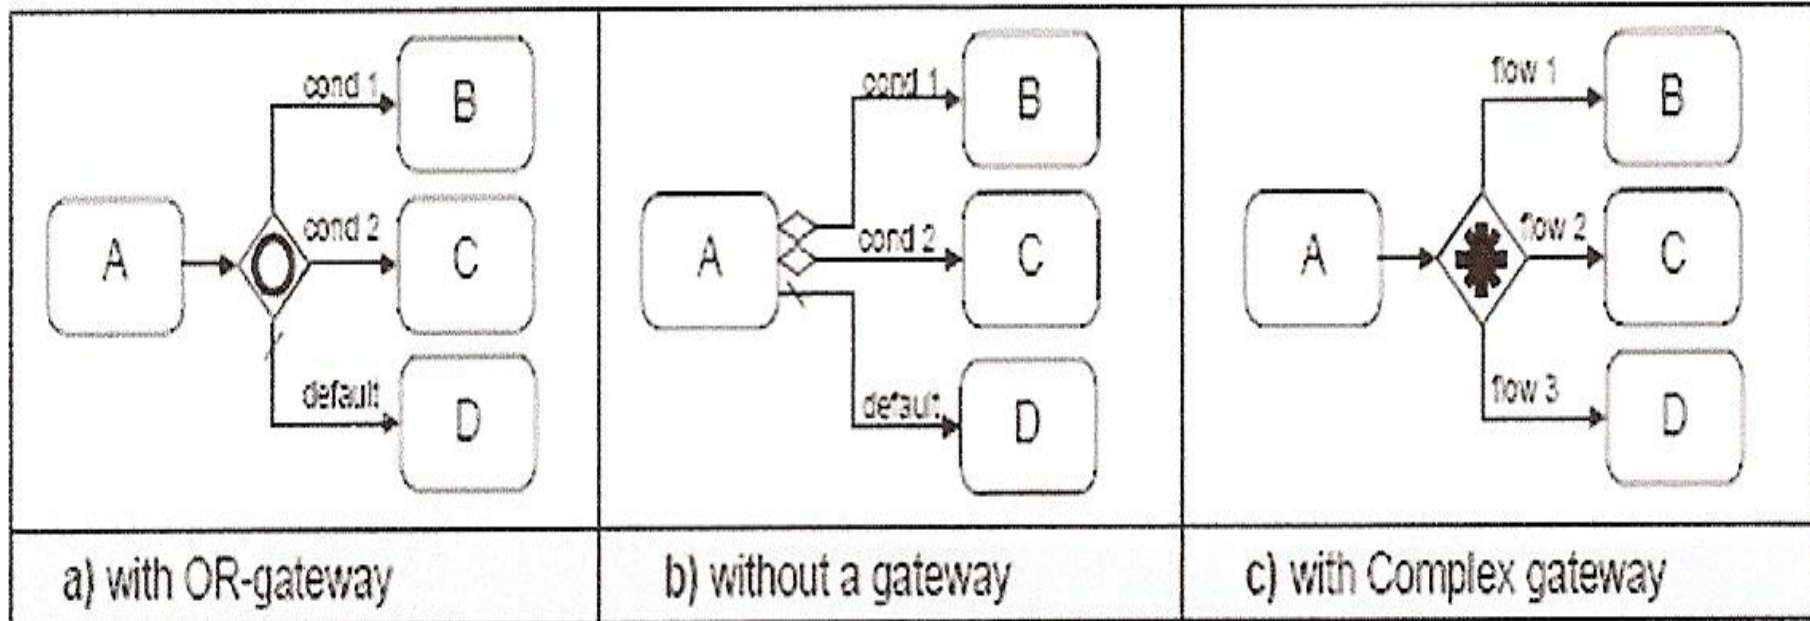 cond 1
B
A
cond 2
C
default
D
a) with OR-gateway
cond 1
B
A
cond 2
C
default
D
b) without a gateway
flow 1
B
A
flow 2
C
flow 3
D
c) with Complex gateway